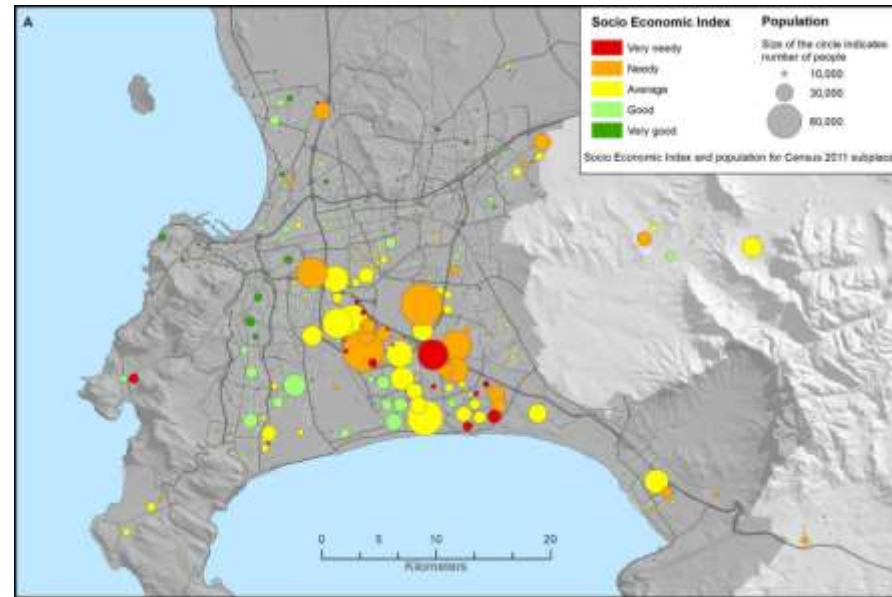 A
Socio Economic Index
Very needy
Needy
Average
Good
Very good
Population
Size of the circle indicates
number of people
10,000
30,000
60,000
Socio Economic Index and population for Census 2011 subplace
0 5 10 20
Kilometers